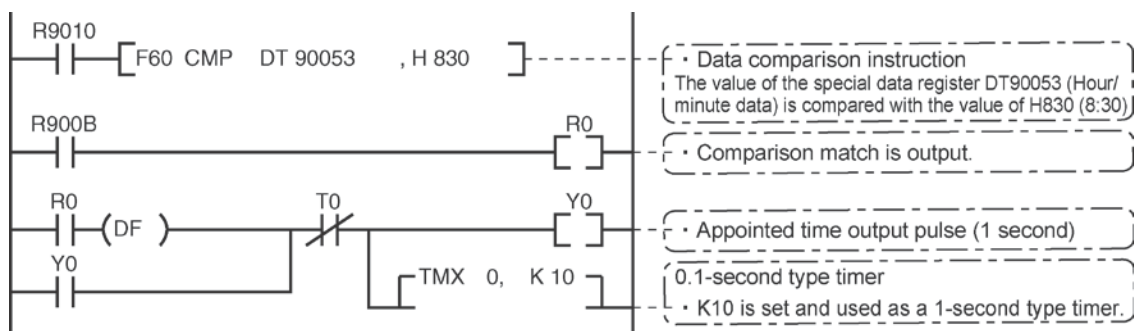 R9010
F60 CMP DT 90053 , H 830
· Data comparison instruction
The value of the special data register DT90053 (Hour/
minute data) is compared with the value of H830 (8:30)
R900B
R0
· Comparison match is output.
R0
(DF )
T0
Y0
· Appointed time output pulse (1 second)
Y0
TMX 0, K 10
0.1-second type timer
· K10 is set and used as a 1-second type timer.